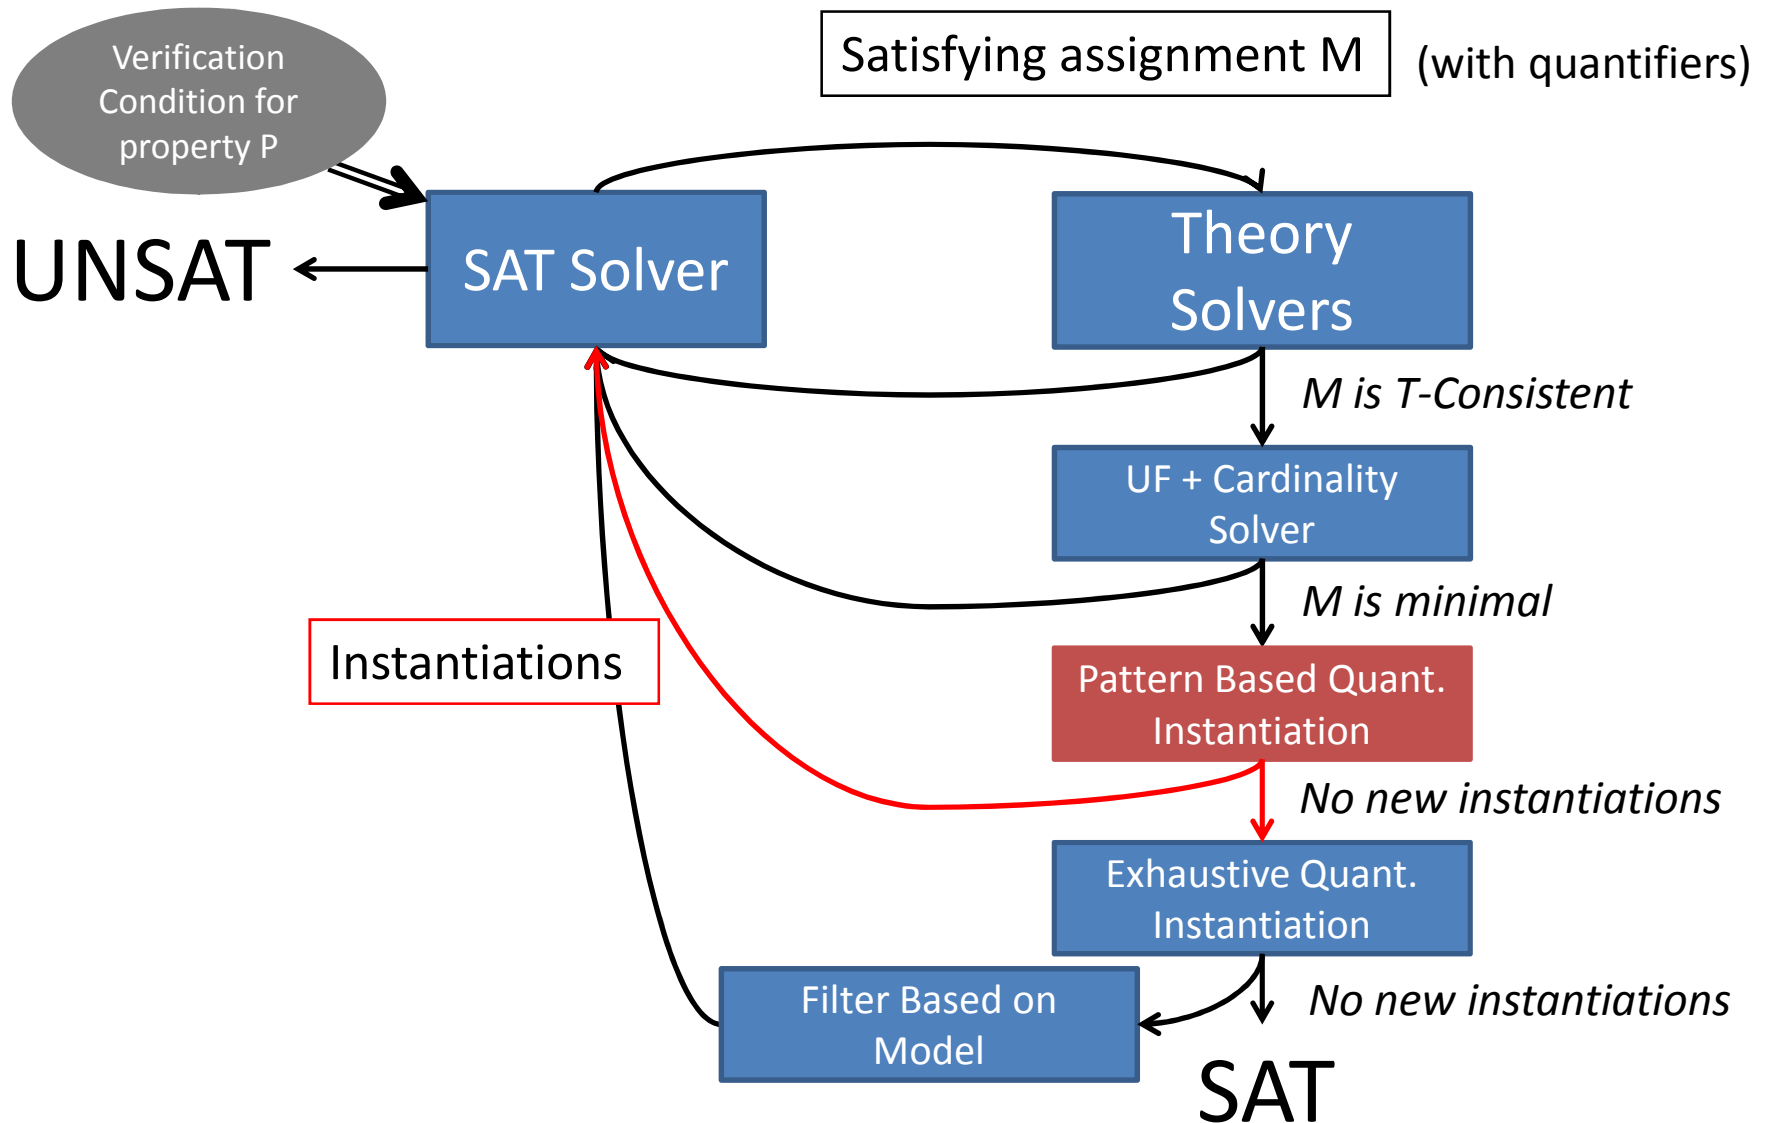 Verification
Condition for
property P
Satisfying assignment M
(with quantifiers)
UNSAT
SAT Solver
Theory
Solvers
M is T-Consistent
UF + Cardinality
Solver
M is minimal
Instantiations
Pattern Based Quant.
Instantiation
No new instantiations
Exhaustive Quant.
Instantiation
Filter Based on
Model
No new instantiations
SAT